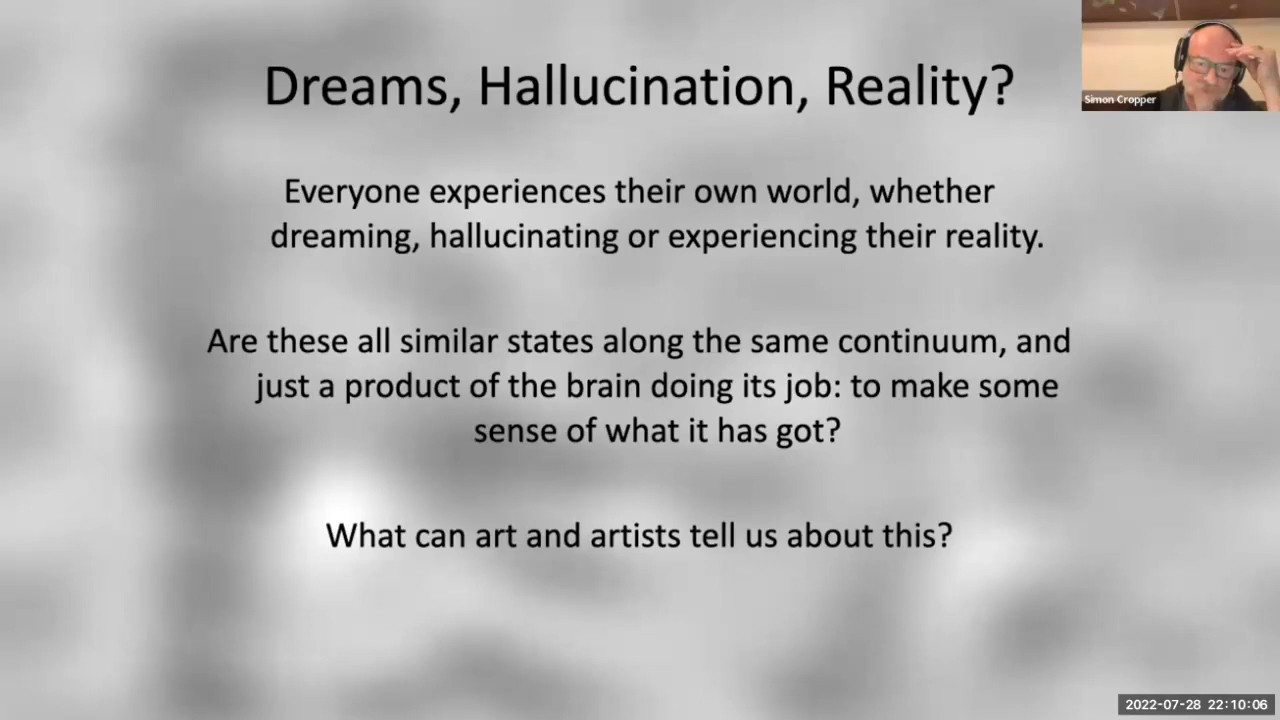 Dreams, Hallucination, Reality?
Simon Cropper
Everyone experiences their own world, whether
dreaming, hallucinating or experiencing their reality.
Are these all similar states along the same continuum, and
just a product of the brain doing its job: to make some
sense of what it has got?
What can art and artists tell us about this?
2022-07-28 22:10:06